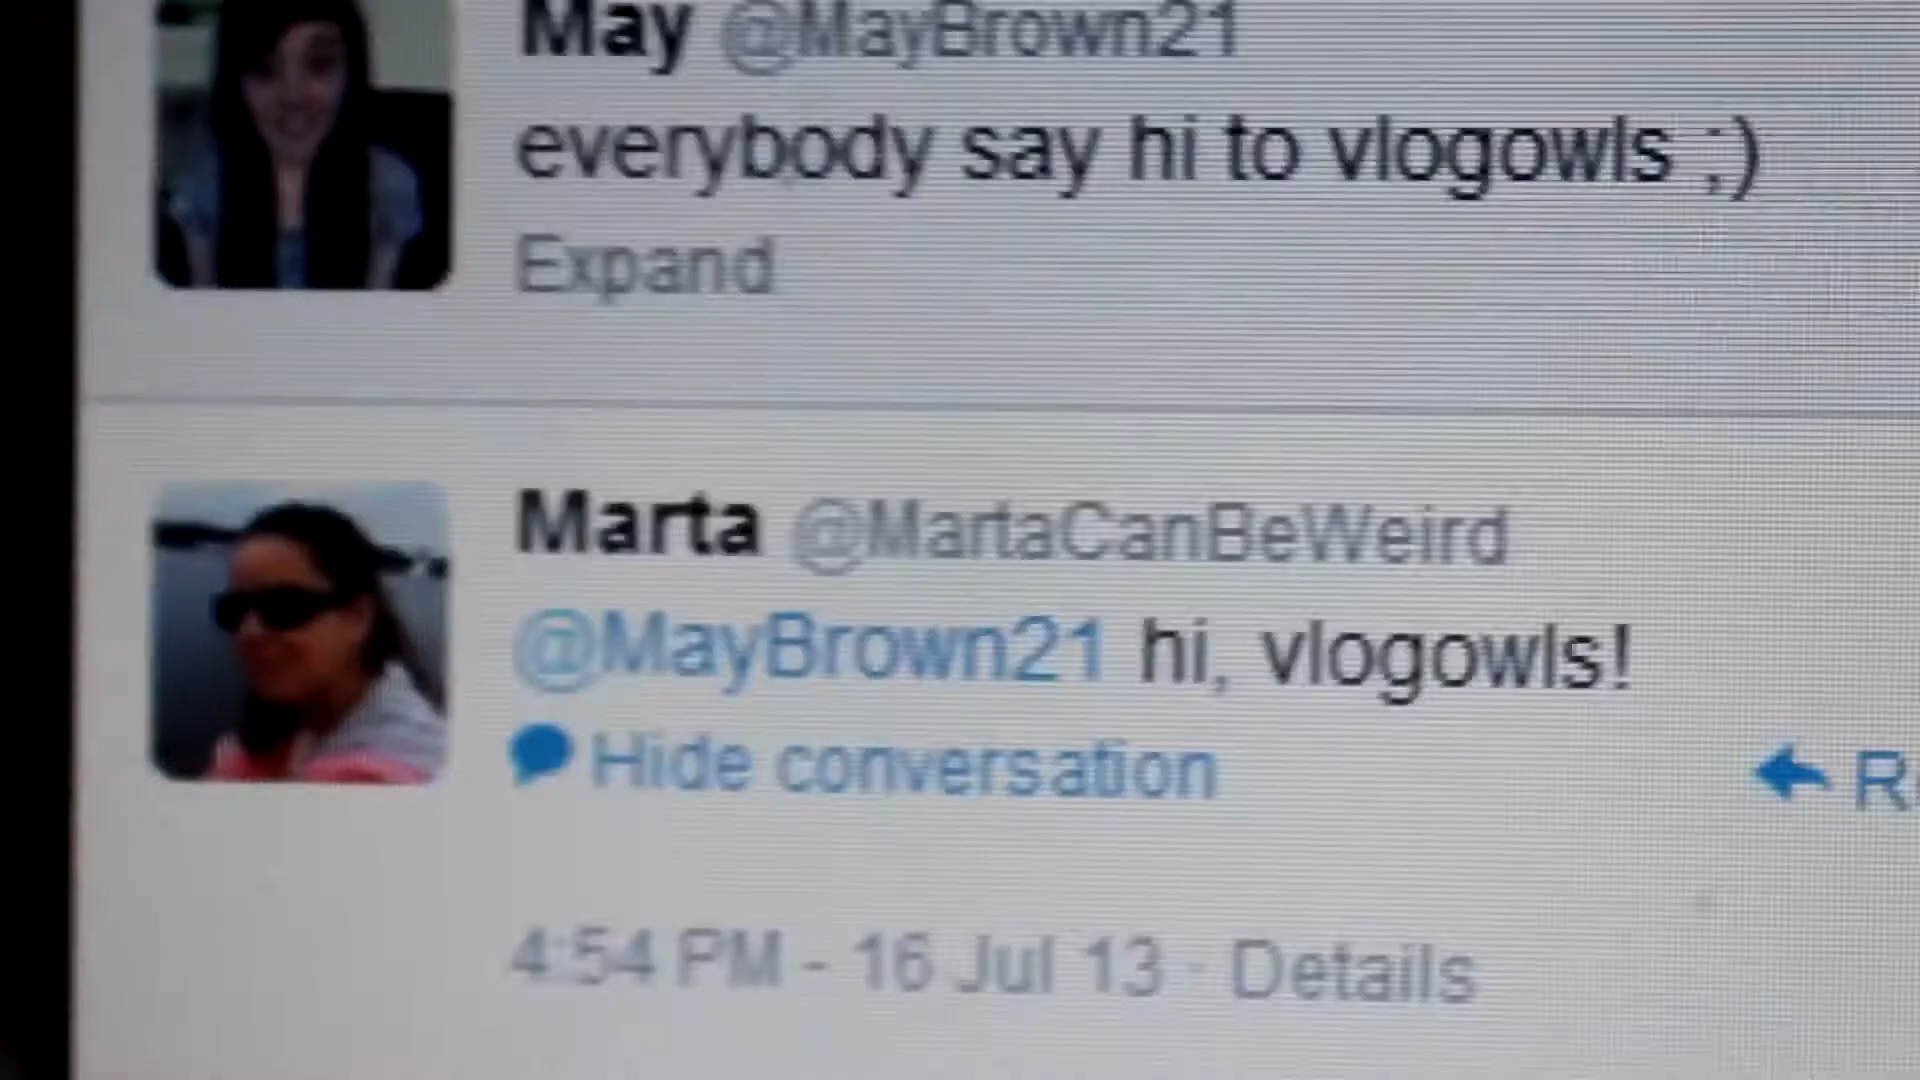 May @MayBrown21
everybody say hi to vlogowls ;)
Expand
Marta @MartaCanBeWeird
@MayBrown21 hi, vlogowls!
Hide conversation
4:54 PM - 16 Jul 13 · Details